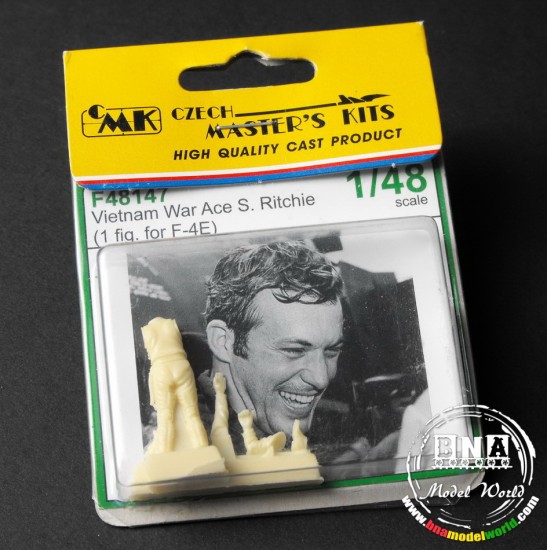 CMK
CZECH
MASTER'S KITS
HIGH QUALITY CAST PRODUCT
F48147
1/48
Vietnam War Ace S. Ritchie
scale
(1 fig. for F-4E)
BNA
Model World
www.bnamodelworld.com